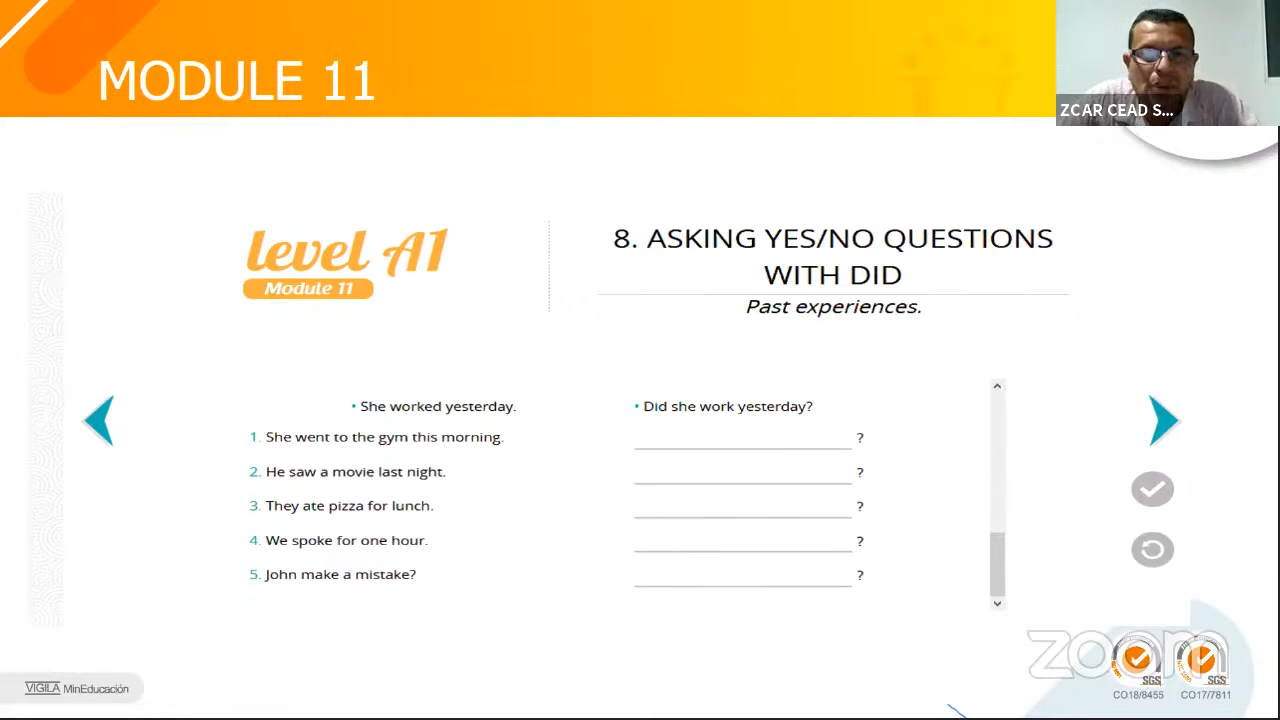 MODULE 11
ZCAR CEAD S...
level A1
Module 11
8. ASKING YES/NO QUESTIONS
WITH DID
Past experiences.
• She worked yesterday.
• Did she work yesterday?
1. She went to the gym this morning.
?
2. He saw a movie last night.
?
3. They ate pizza for lunch.
?
4. We spoke for one hour.
?
5. John make a mistake?
?
zoom
SGS
SGS
CO18/8455
CO17/7811
VIGILA MinEducación